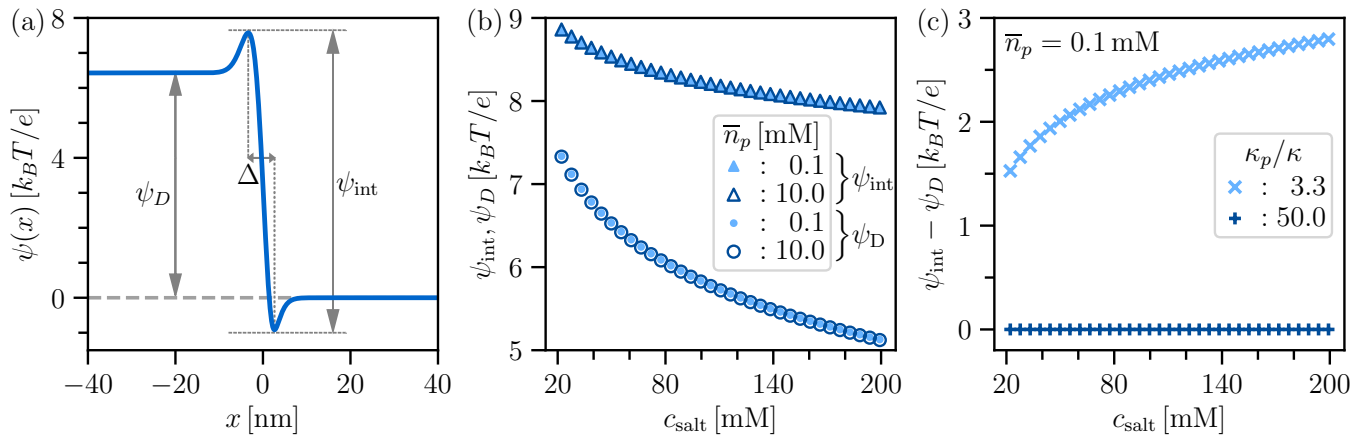 (a)
8
4
0
ψ(x) [k_BT/e]
ψ_D
Δ
ψ_int
−40 −20 0 20 40
x [nm]
(b)
9
8
7
6
5
ψ_int, ψ_D [k_BT/e]
n̅_p [mM]
: 0.1
: 10.0
} ψ_int
: 0.1
: 10.0
} ψ_D
20 80 140 200
c_salt [mM]
(c)
3
2
1
0
ψ_int − ψ_D [k_BT/e]
n̅_p = 0.1 mM
κ_p/κ
: 3.3
: 50.0
20 80 140 200
c_salt [mM]